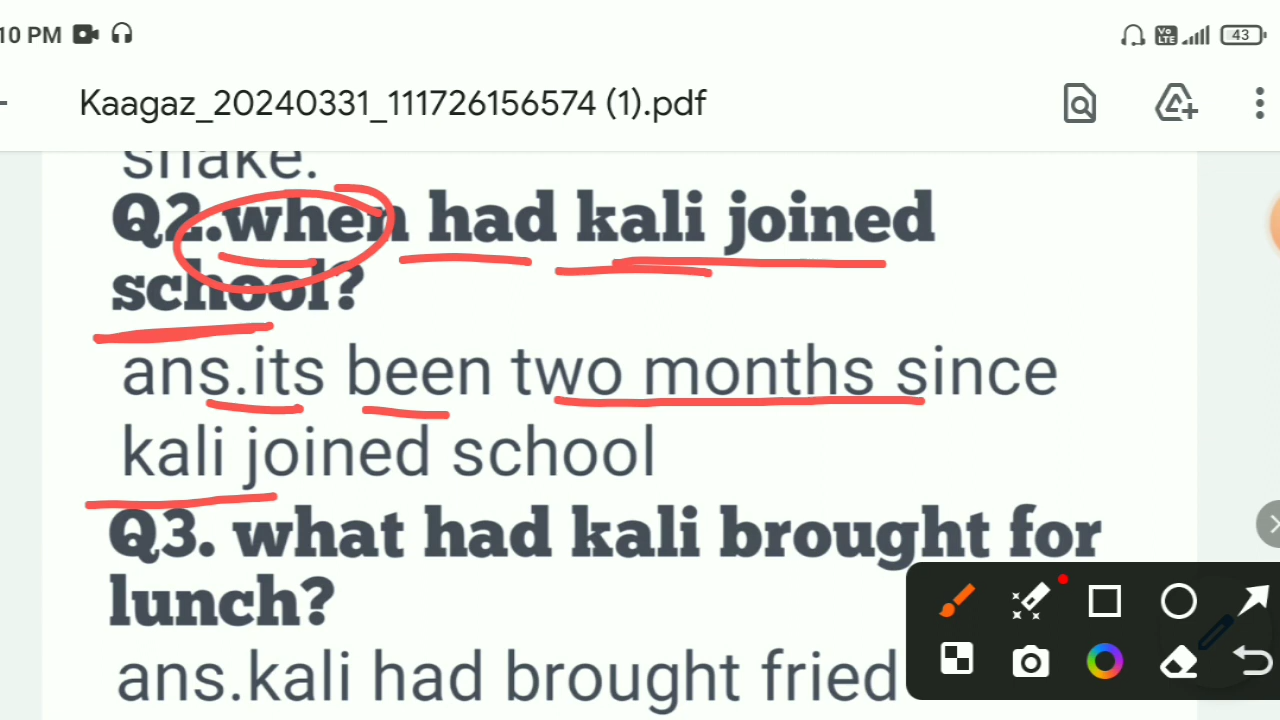 10 PM
43
Kaagaz_20240331_111726156574 (1).pdf
snake.
Q2.when had kali joined
school?
ans.its been two months since
kali joined school
Q3. what had kali brought for
lunch?
ans.kali had brought fried